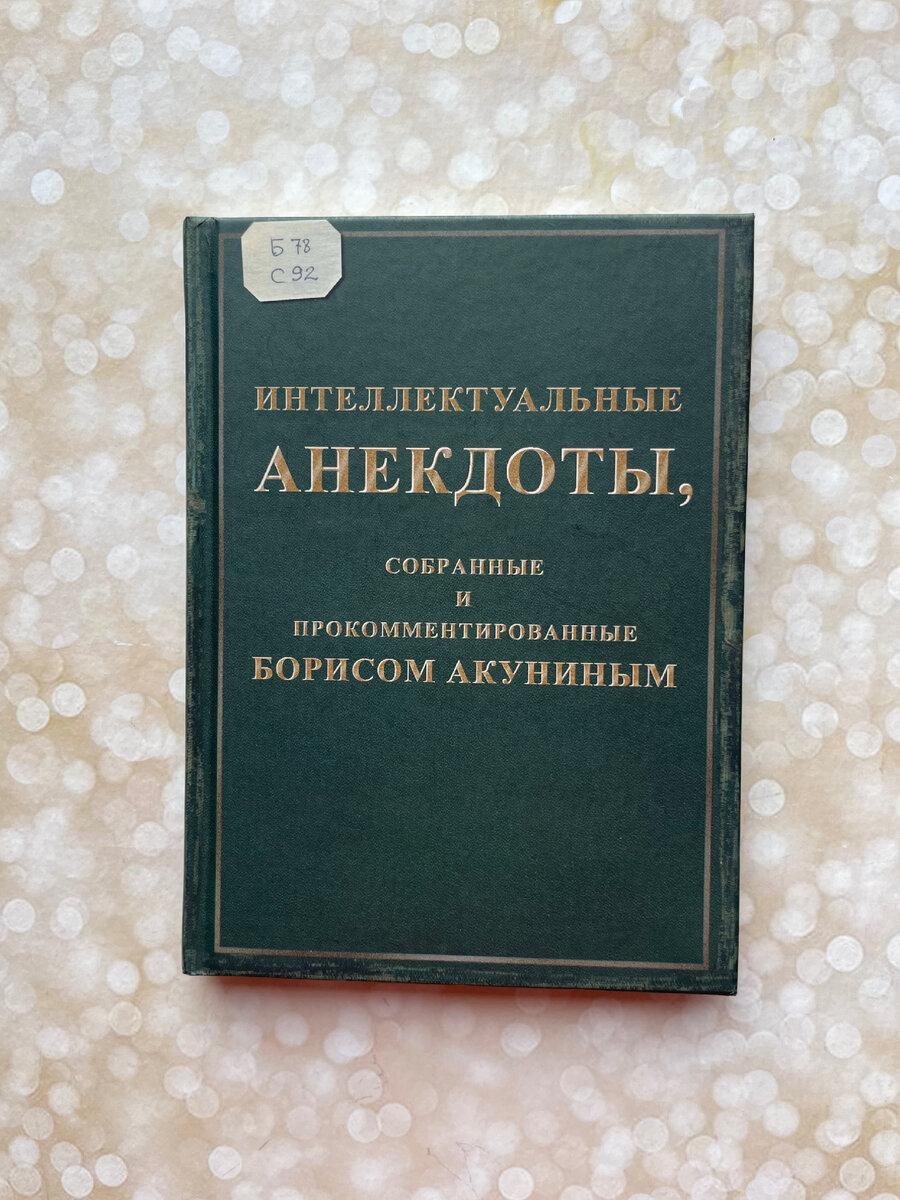 Б 78
С 92
ИНТЕЛЛЕКТУАЛЬНЫЕ
АНЕКДОТЫ,
СОБРАННЫЕ
И
ПРОКОММЕНТИРОВАННЫЕ
БОРИСОМ АКУНИНЫМ